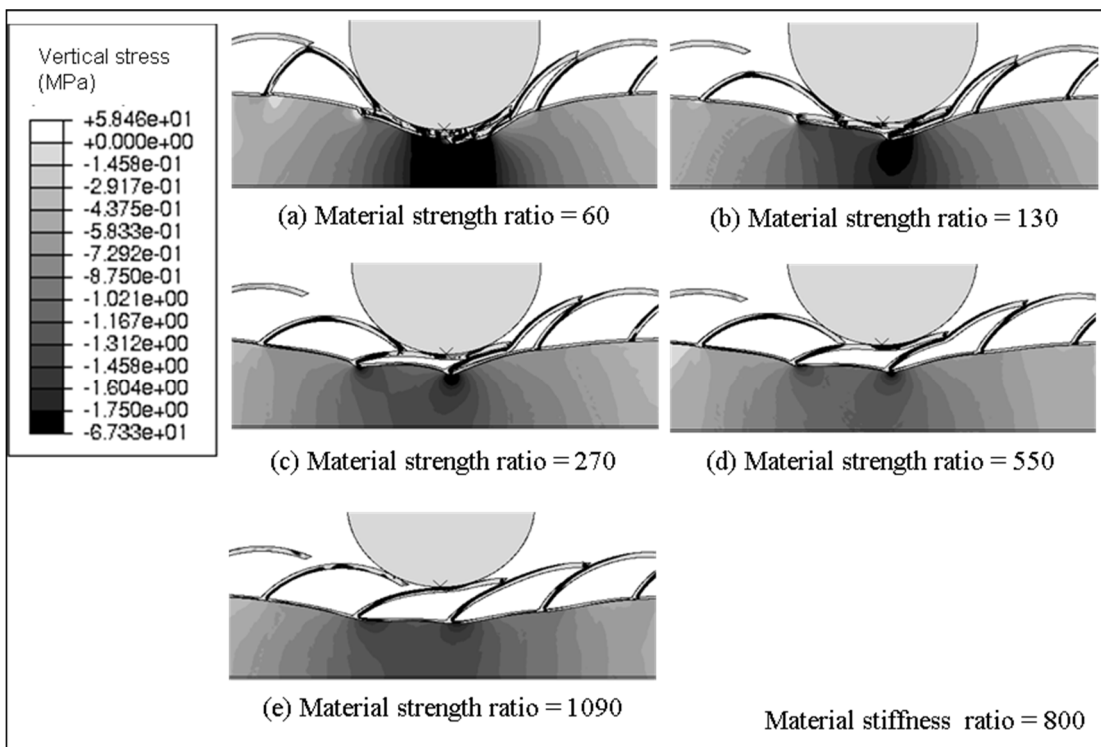 Vertical stress
(MPa)
+5.846e+01
+0.000e+00
-1.458e-01
-2.917e-01
-4.375e-01
-5.833e-01
-7.292e-01
-8.750e-01
-1.021e+00
-1.167e+00
-1.312e+00
-1.458e+00
-1.604e+00
-1.750e+00
-6.733e+01
(a) Material strength ratio = 60
(b) Material strength ratio = 130
(c) Material strength ratio = 270
(d) Material strength ratio = 550
(e) Material strength ratio = 1090
Material stiffness ratio = 800